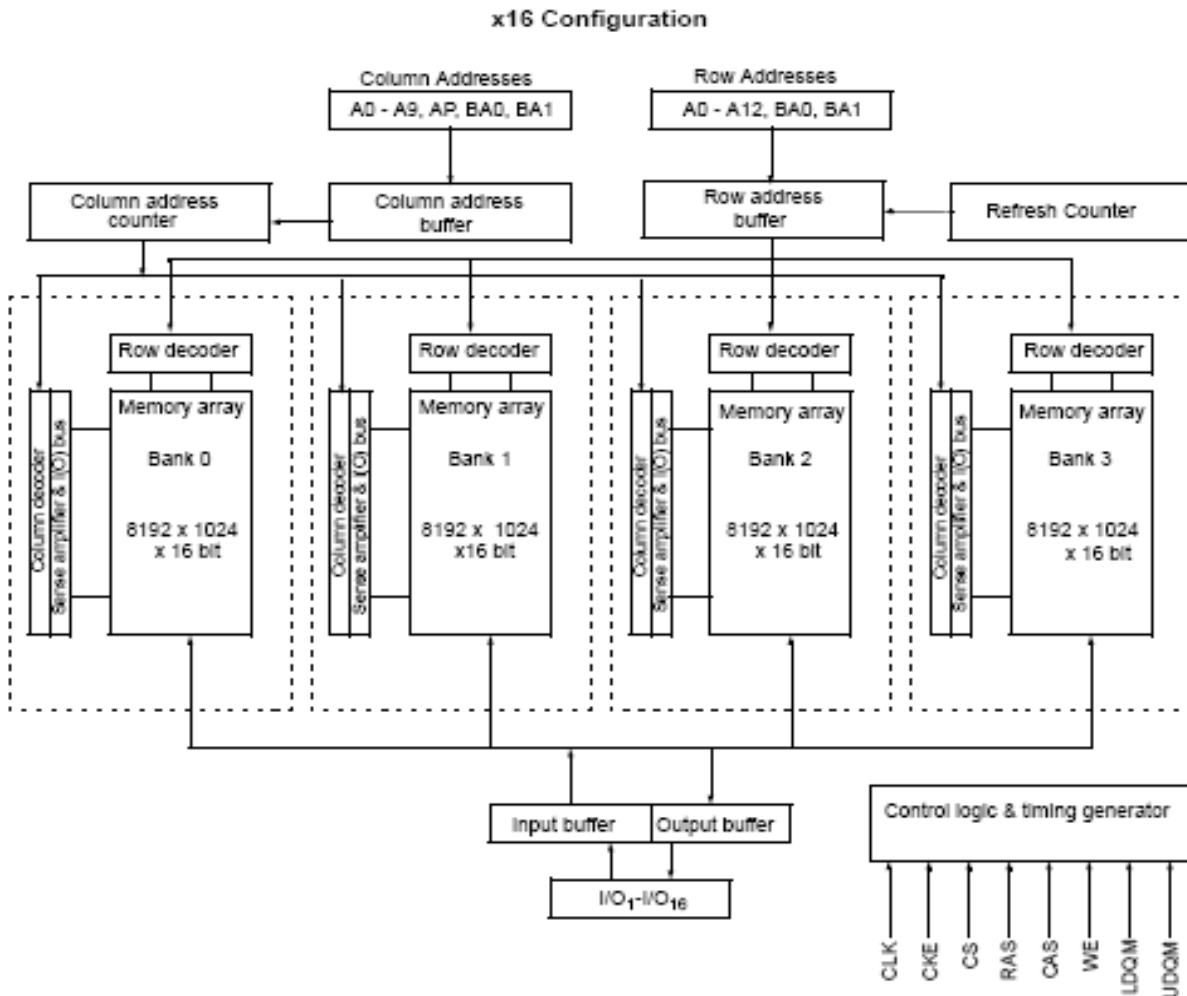 x16 Configuration
Column Addresses
A0 - A9, AP, BA0, BA1
Row Addresses
A0 - A12, BA0, BA1
Column address
counter
Column address
buffer
Row address
buffer
Refresh Counter
Row decoder
Memory array
Bank 0
8192 x 1024
x 16 bit
Column decoder
Sense amplifier & I(O) bus
Row decoder
Memory array
Bank 1
8192 x 1024
x16 bit
Column decoder
Sense amplifier & I(O) bus
Row decoder
Memory array
Bank 2
8192 x 1024
x 16 bit
Column decoder
Sense amplifier & I(O) bus
Row decoder
Memory array
Bank 3
8192 x 1024
x 16 bit
Column decoder
Sense amplifier & I(O) bus
Input buffer
Output buffer
I/O1-I/O16
Control logic & timing generator
CLK
CKE
CS
RAS
CAS
WE
LDQM
UDQM